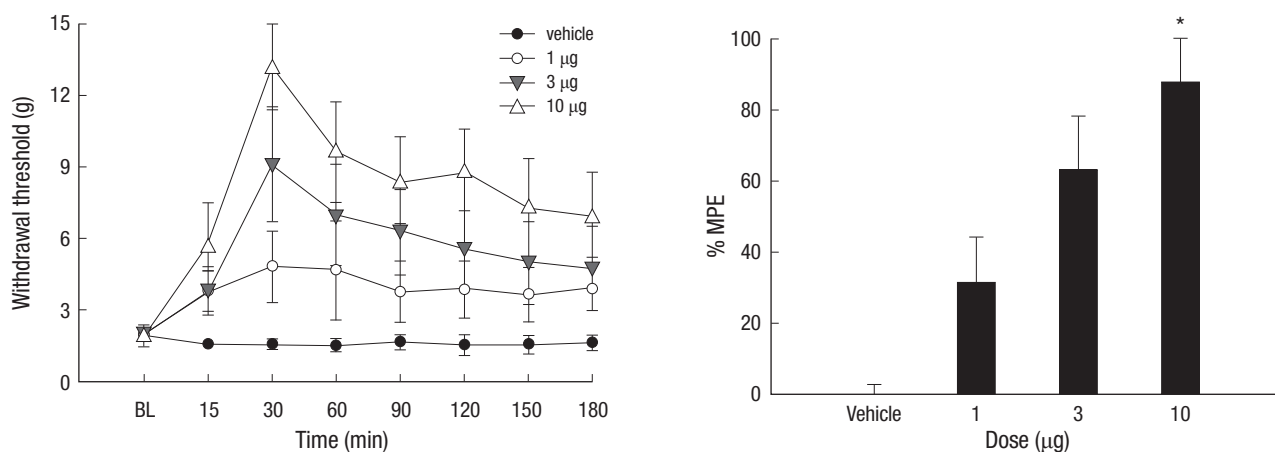 15
12
9
6
3
0
Withdrawal threshold (g)
BL 15 30 60 90 120 150 180
Time (min)
vehicle
1 μg
3 μg
10 μg
100
80
60
40
20
0
% MPE
*
Vehicle 1 3 10
Dose (μg)